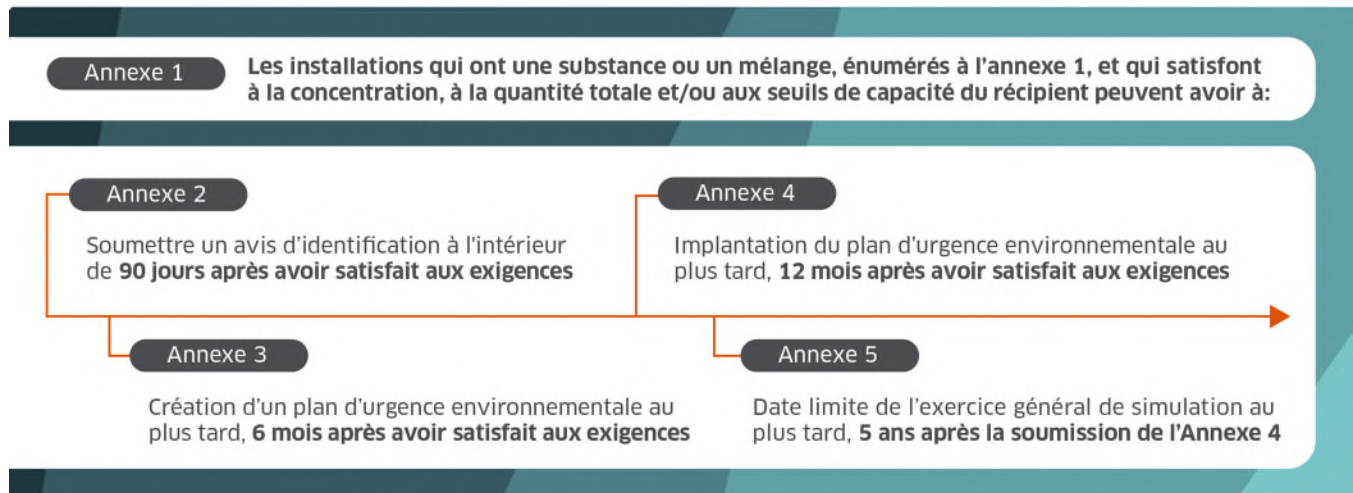 Annexe 1
Les installations qui ont une substance ou un mélange, énumérés à l'annexe 1, et qui satisfont
à la concentration, à la quantité totale et/ou aux seuils de capacité du récipient peuvent avoir à:
Annexe 2
Soumettre un avis d'identification à l'intérieur
de 90 jours après avoir satisfait aux exigences
Annexe 3
Création d'un plan d'urgence environnementale au
plus tard, 6 mois après avoir satisfait aux exigences
Annexe 4
Implantation du plan d'urgence environnementale au
plus tard, 12 mois après avoir satisfait aux exigences
Annexe 5
Date limite de l'exercice général de simulation au
plus tard, 5 ans après la soumission de l'Annexe 4